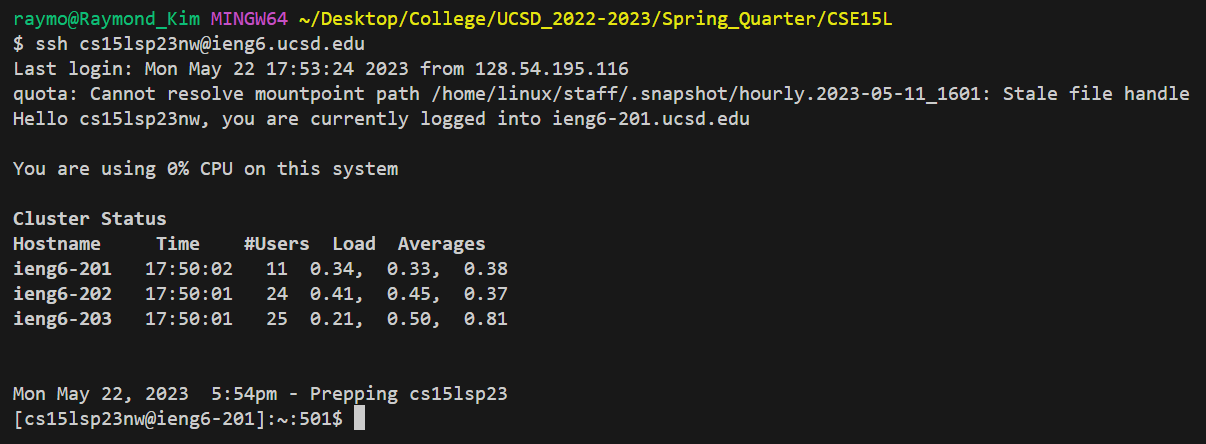 raymo@Raymond_Kim MINGW64 ~/Desktop/College/UCSD_2022-2023/Spring_Quarter/CSE15L
$ ssh cs15lsp23nw@ieng6.ucsd.edu
Last login: Mon May 22 17:53:24 2023 from 128.54.195.116
quota: Cannot resolve mountpoint path /home/linux/staff/.snapshot/hourly.2023-05-11_1601: Stale file handle
Hello cs15lsp23nw, you are currently logged into ieng6-201.ucsd.edu
You are using 0% CPU on this system
Cluster Status
Hostname     Time    #Users  Load  Averages
ieng6-201   17:50:02   11  0.34,  0.33,  0.38
ieng6-202   17:50:01   24  0.41,  0.45,  0.37
ieng6-203   17:50:01   25  0.21,  0.50,  0.81
Mon May 22, 2023  5:54pm - Prepping cs15lsp23
[cs15lsp23nw@ieng6-201]:~:501$